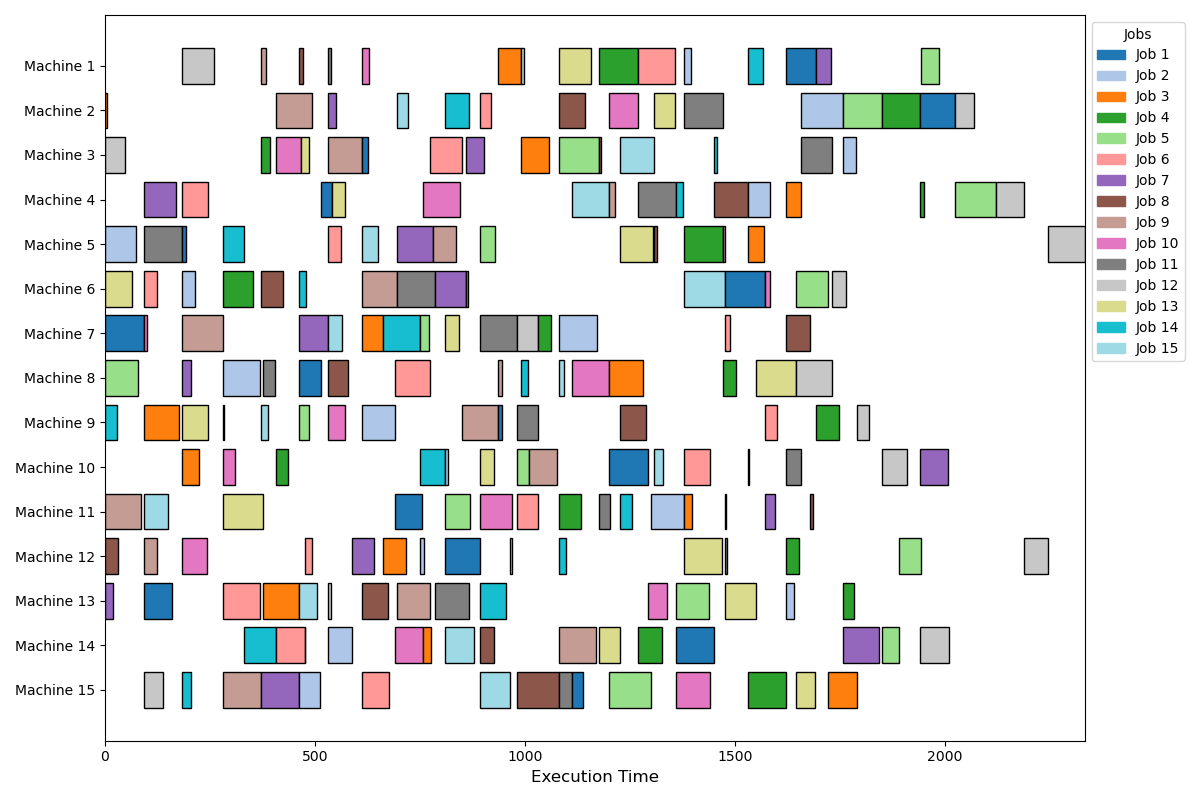 Machine 1
Machine 2
Machine 3
Machine 4
Machine 5
Machine 6
Machine 7
Machine 8
Machine 9
Machine 10
Machine 11
Machine 12
Machine 13
Machine 14
Machine 15
0 500 1000 1500 2000
Execution Time
Jobs
Job 1
Job 2
Job 3
Job 4
Job 5
Job 6
Job 7
Job 8
Job 9
Job 10
Job 11
Job 12
Job 13
Job 14
Job 15